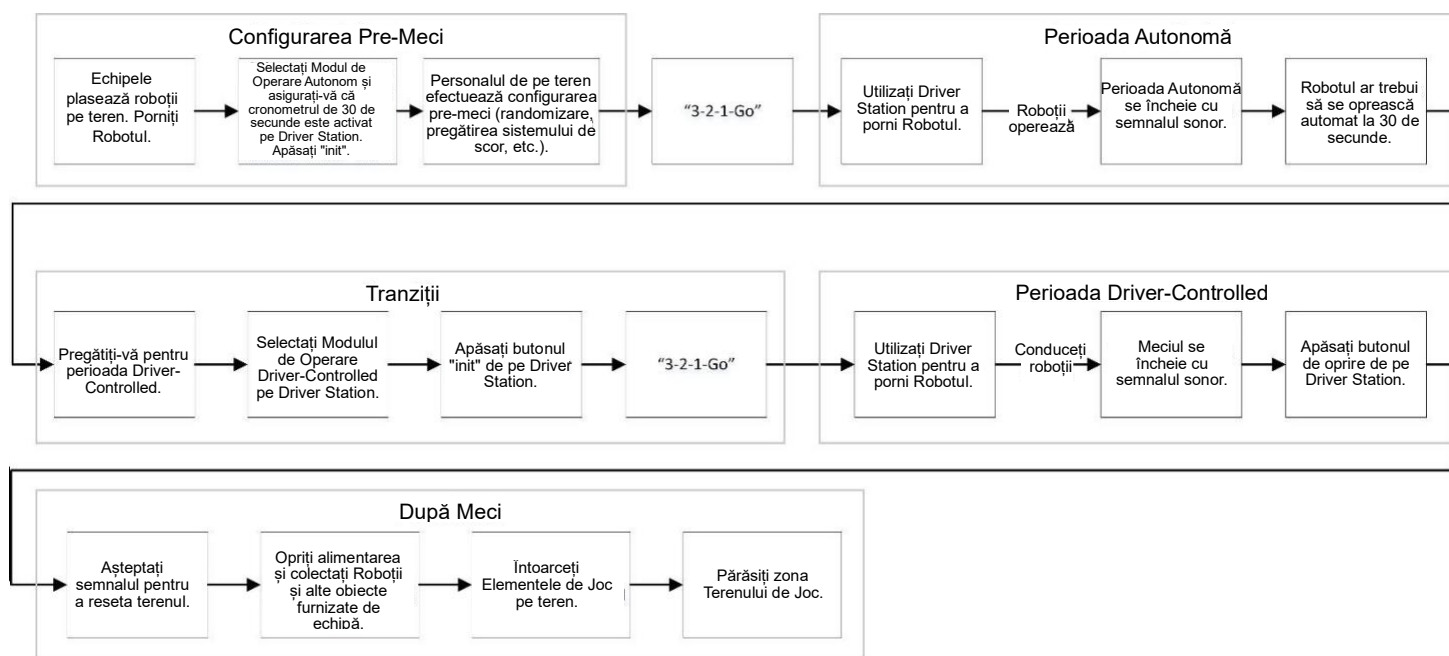 Configurarea Pre-Meci
Echipele
plasează roboții
pe teren. Porniți
Robotul.
Selectați Modul de
Operare Autonom și
asigurați-vă că
cronometrul de 30 de
secunde este activat
pe Driver Station.
Apăsați "init".
Personalul de pe teren
efectuează configurarea
pre-meci (randomizare,
pregătirea sistemului de
scor, etc.).
“3-2-1-Go”
Perioada Autonomă
Utilizați Driver
Station pentru a
porni Robotul.
Roboții
operează
Perioada Autonomă
se încheie cu
semnalul sonor.
Robotul ar trebui
să se oprească
automat la 30 de
secunde.
Tranziții
Pregătiți-vă pentru
perioada Driver-
Controlled.
Selectați Modulul
de Operare
Driver-Controlled
pe Driver Station.
Apăsați butonul
"init" de pe Driver
Station.
“3-2-1-Go”
Perioada Driver-Controlled
Utilizați Driver
Station pentru a
porni Robotul.
Conduceți
roboții
Meciul se
încheie cu
semnalul sonor.
Apăsați butonul
de oprire de pe
Driver Station.
După Meci
Așteptați
semnalul pentru
a reseta terenul.
Opriți alimentarea
și colectați Roboții
și alte obiecte
furnizate de
echipă.
Întoarceți
Elementele de Joc
pe teren.
Părăsiți zona
Terenului de Joc.